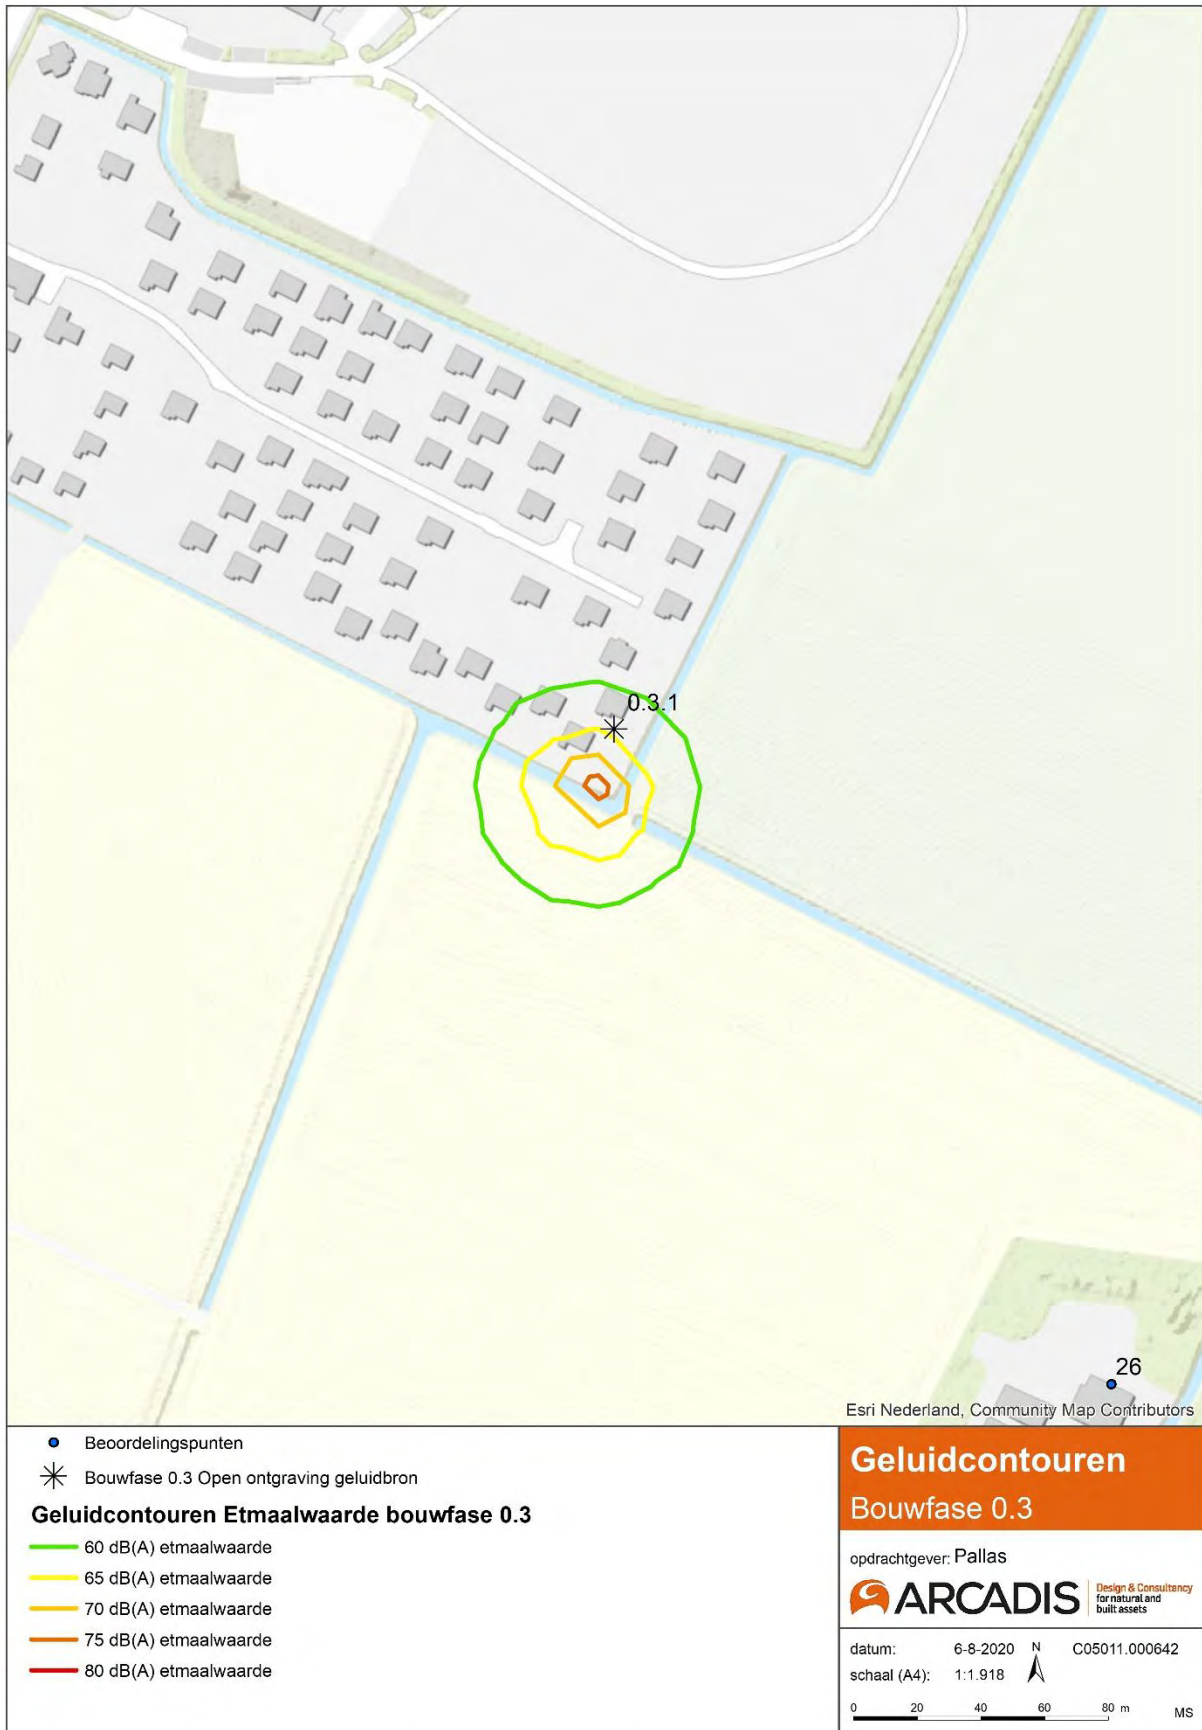 0.3.1
26
Esri Nederland, Community Map Contributors
Beoordelingspunten
Bouwfase 0.3 Open ontgraving geluidbron
Geluidcontouren Etmaalwaarde bouwfase 0.3
60 dB(A) etmaalwaarde
65 dB(A) etmaalwaarde
70 dB(A) etmaalwaarde
75 dB(A) etmaalwaarde
80 dB(A) etmaalwaarde
Geluidcontouren
Bouwfase 0.3
opdrachtgever: Pallas
ARCADIS
Design & Consultancy
for natural and
built assets
datum: 6-8-2020 N C05011.000642
schaal (A4): 1:1.918
0 20 40 60 80 m
MS